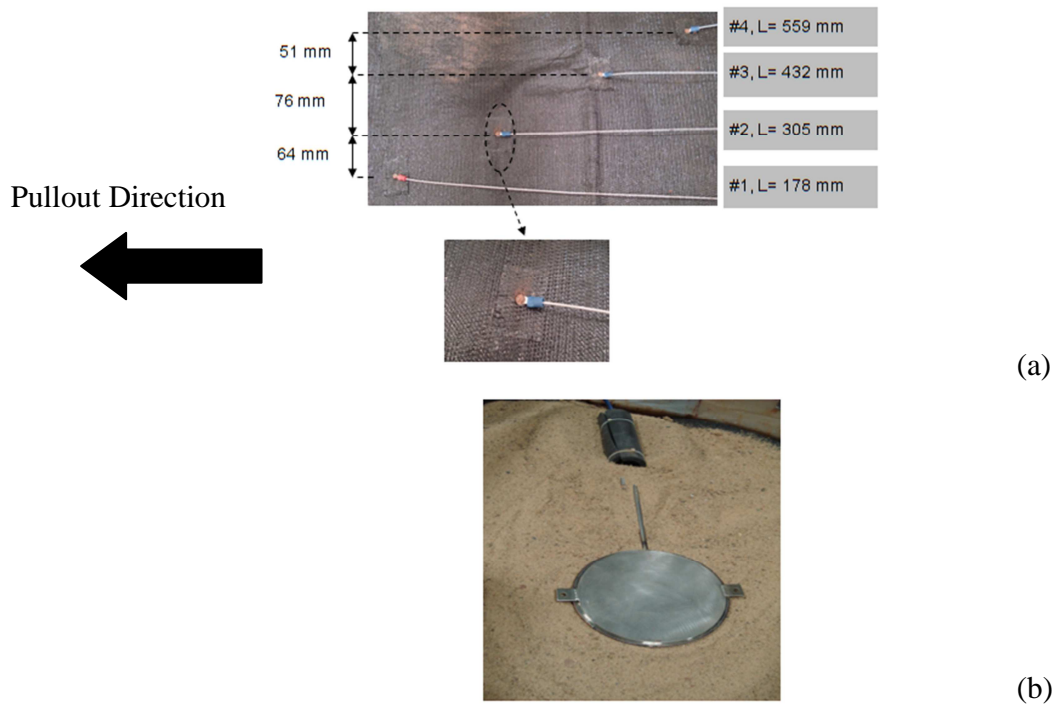 #4, L= 559 mm
51 mm
#3, L= 432 mm
76 mm
#2, L= 305 mm
64 mm
#1, L= 178 mm
Pullout Direction
(a)
(b)